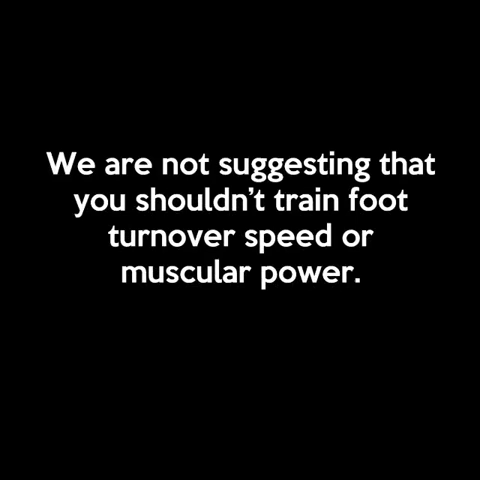 We are not suggesting that
you shouldn’t train foot
turnover speed or
muscular power.